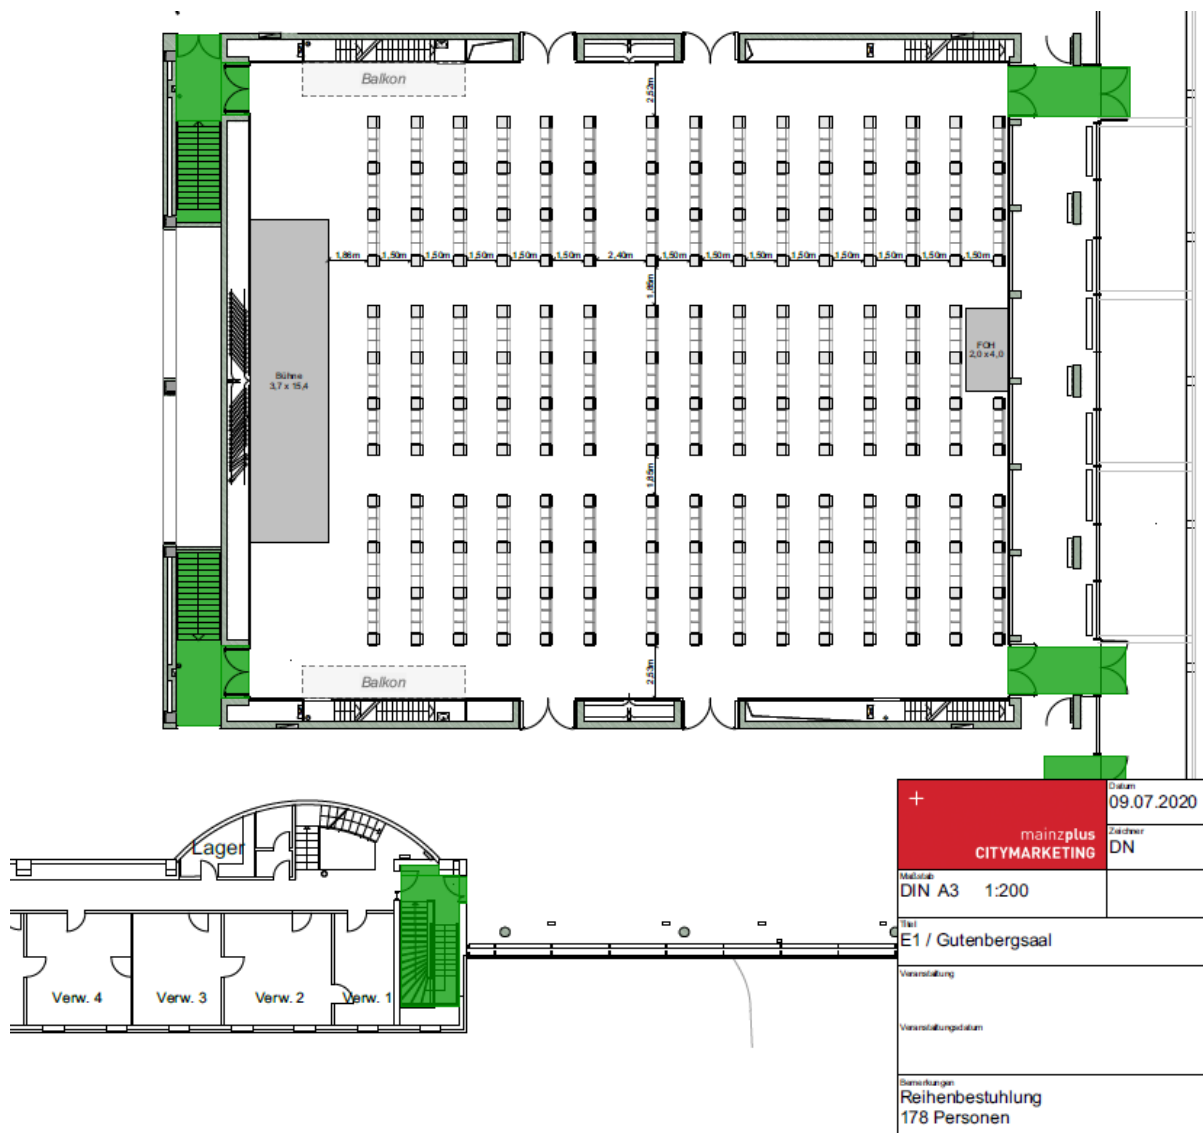 Balkon
2,52m
1,86m 1,50m 1,50m 1,50m 1,50m 1,50m 2,40m 1,50m 1,50m 1,50m 1,50m 1,50m 1,50m 1,50m 1,50m
1,85m
FOH
2,0 x 4,0
Bühne
3,7 x 15,4
1,85m
2,53m
Balkon
Lager
Verw. 4
Verw. 3
Verw. 2
Verw. 1
mainzplus
CITYMARKETING
Datum
09.07.2020
Zeichner
DN
Maßstab
DIN A3 1:200
Titel
E1 / Gutenbergsaal
Veranstaltung
Veranstaltungsdatum
Bemerkungen
Reihenbestuhlung
178 Personen